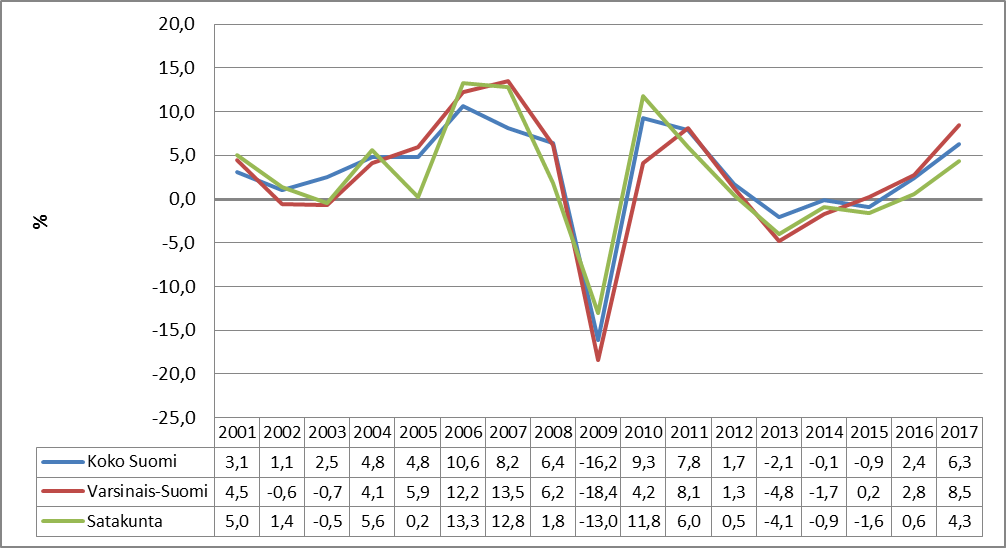 20,0
15,0
10,0
5,0
0,0
-5,0
-10,0
-15,0
-20,0
-25,0
%
2001 2002 2003 2004 2005 2006 2007 2008 2009 2010 2011 2012 2013 2014 2015 2016 2017
Koko Suomi 3,1 1,1 2,5 4,8 4,8 10,6 8,2 6,4 -16,2 9,3 7,8 1,7 -2,1 -0,1 -0,9 2,4 6,3
Varsinais-Suomi 4,5 -0,6 -0,7 4,1 5,9 12,2 13,5 6,2 -18,4 4,2 8,1 1,3 -4,8 -1,7 0,2 2,8 8,5
Satakunta 5,0 1,4 -0,5 5,6 0,2 13,3 12,8 1,8 -13,0 11,8 6,0 0,5 -4,1 -0,9 -1,6 0,6 4,3